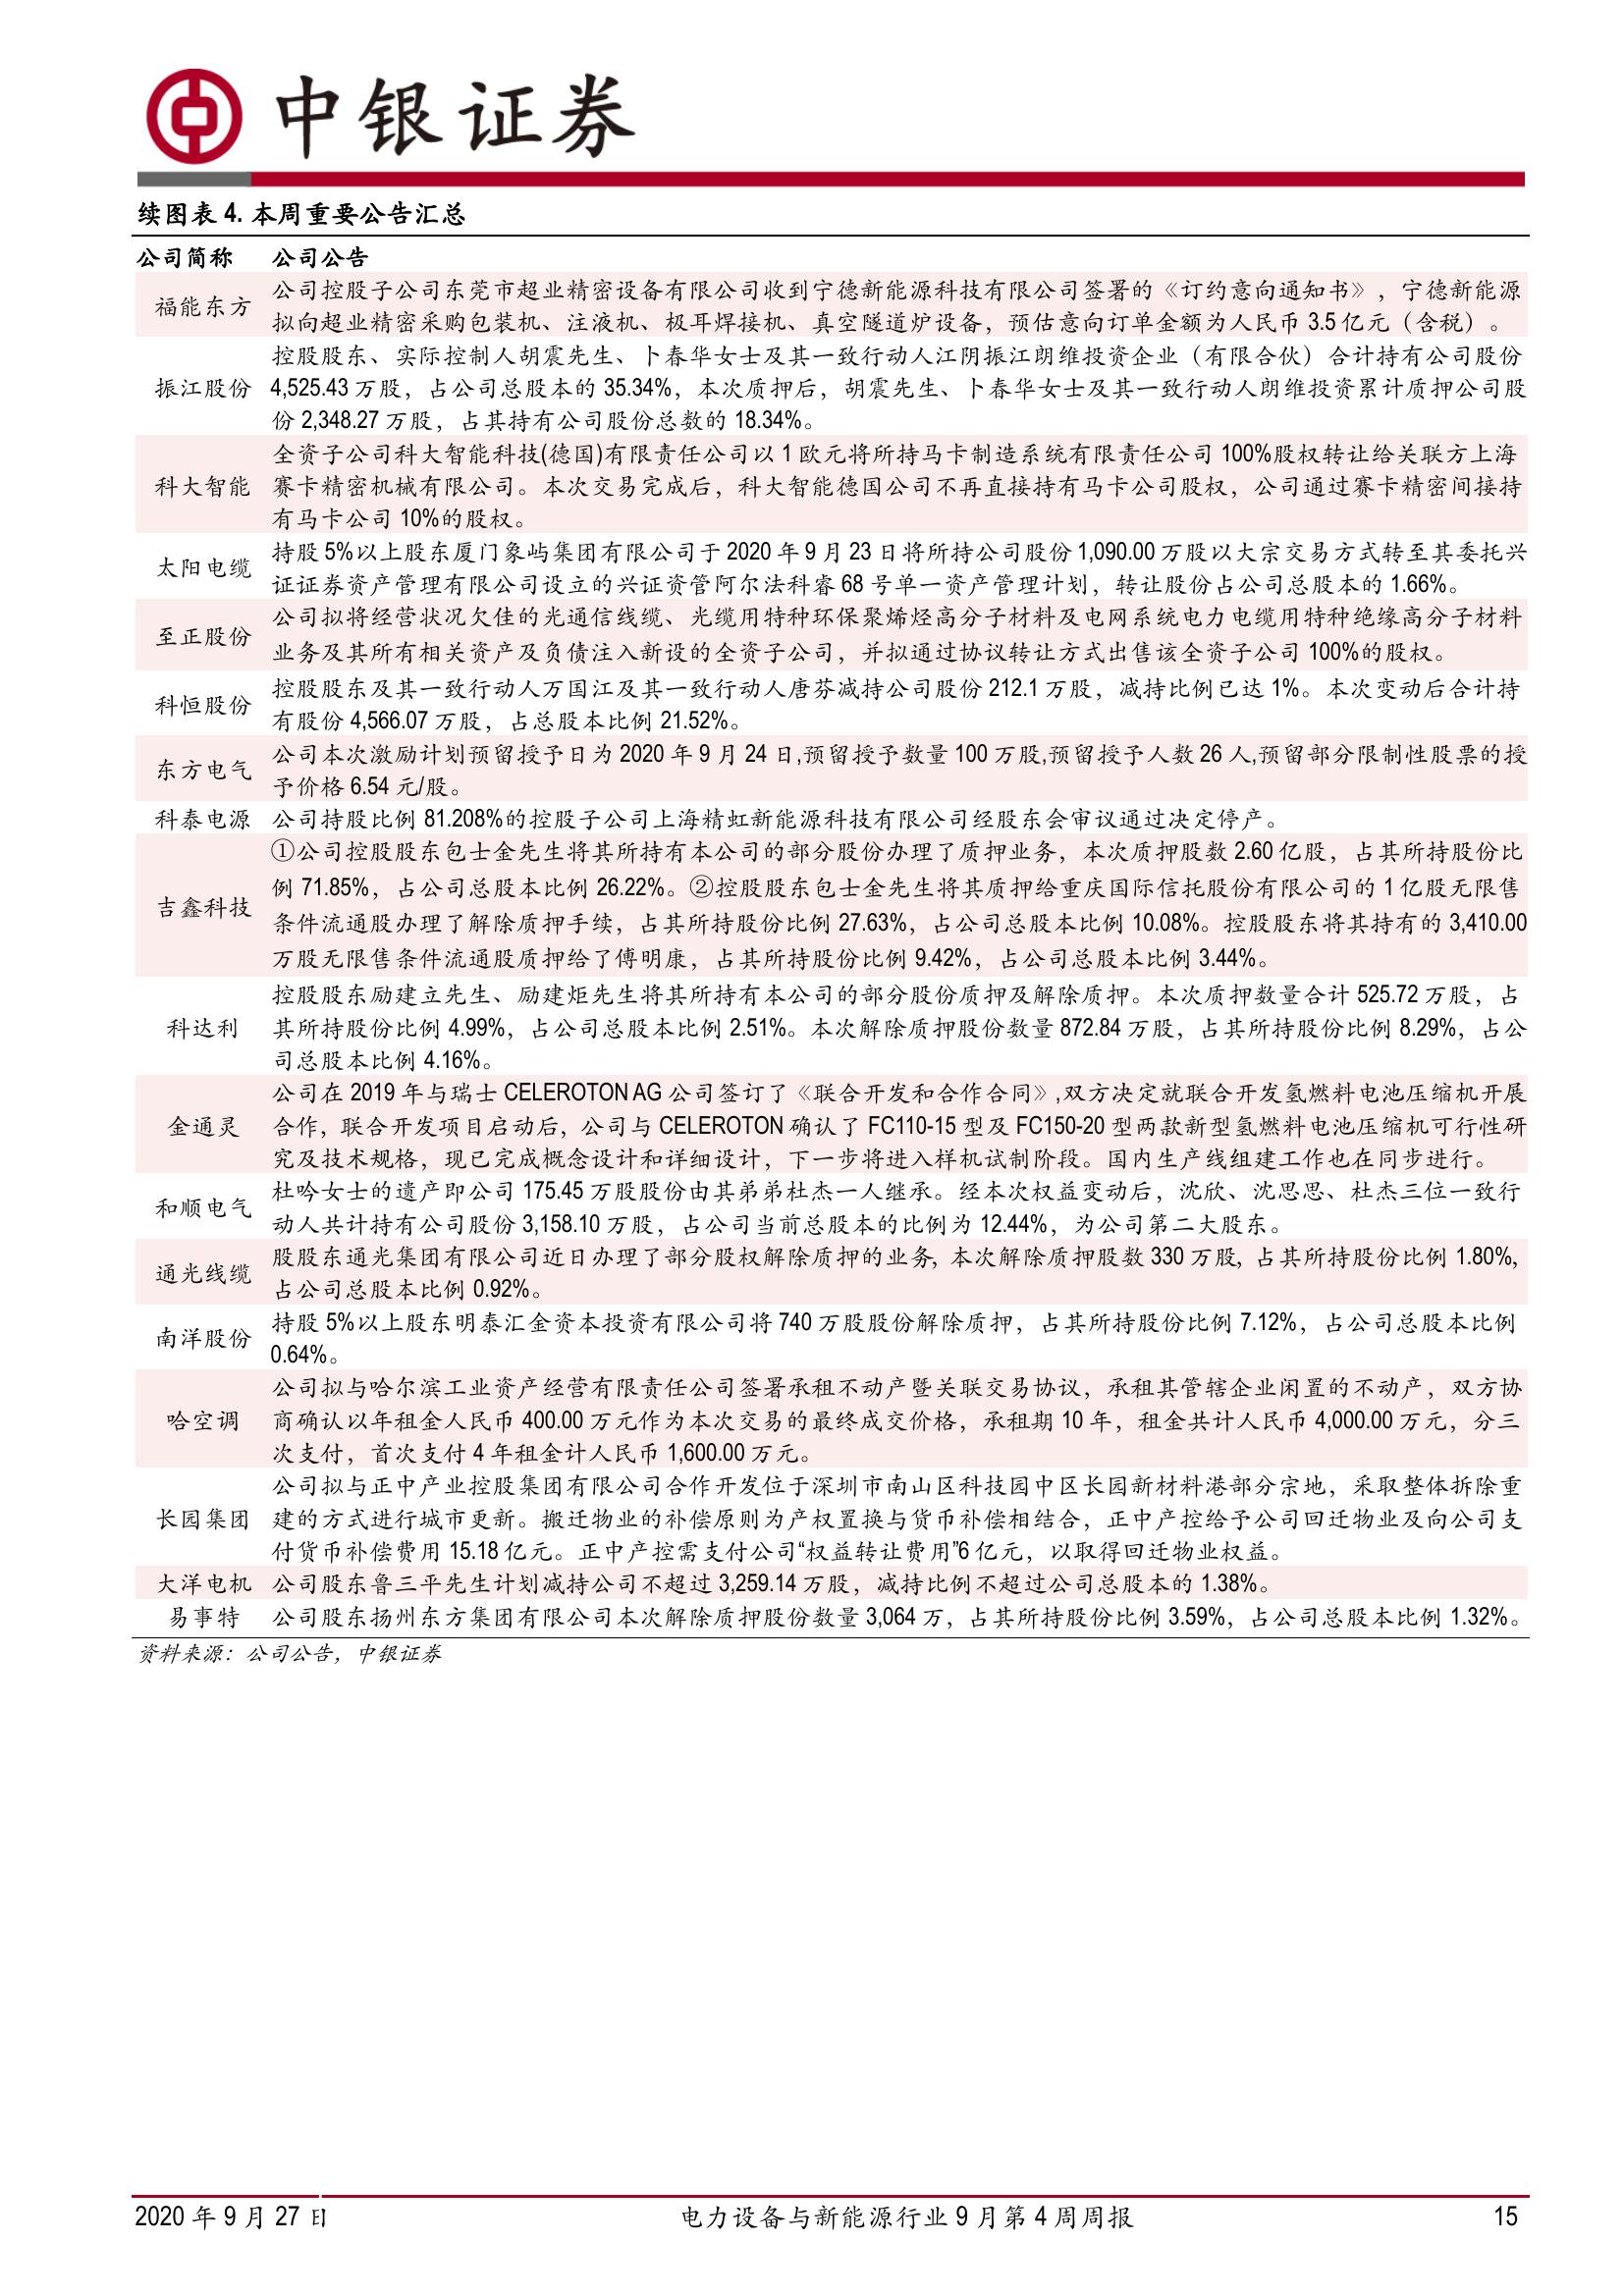 中银证券
续图表 4. 本周重要公告汇总
公司简称 公司公告
福能东方 公司控股子公司东莞市超业精密设备有限公司收到宁德新能源科技有限公司签署的《订约意向通知书》，宁德新能源
拟向超业精密采购包装机、注液机、极耳焊接机、真空隧道炉设备，预估意向订单金额为人民币 3.5 亿元（含税）。
控股股东、实际控制人胡震先生、卜春华女士及其一致行动人江阴振江朗维投资企业（有限合伙）合计持有公司股份
振江股份 4,525.43 万股，占公司总股本的 35.34%，本次质押后，胡震先生、卜春华女士及其一致行动人朗维投资累计质押公司股
份 2,348.27 万股，占其持有公司股份总数的 18.34%。
全资子公司科大智能科技(德国)有限责任公司以 1 欧元将所持马卡制造系统有限责任公司 100%股权转让给关联方上海
科大智能 赛卡精密机械有限公司。本次交易完成后，科大智能德国公司不再直接持有马卡公司股权，公司通过赛卡精密间接持
有马卡公司 10%的股权。
太阳电缆 持股 5%以上股东厦门象屿集团有限公司于 2020 年 9 月 23 日将所持公司股份 1,090.00 万股以大宗交易方式转至其委托兴
证证券资产管理有限公司设立的兴证资管阿尔法科睿 68 号单一资产管理计划，转让股份占公司总股本的 1.66%。
至正股份 公司拟将经营状况欠佳的光通信线缆、光缆用特种环保聚烯烃高分子材料及电网系统电力电缆用特种绝缘高分子材料
业务及其所有相关资产及负债注入新设的全资子公司，并拟通过协议转让方式出售该全资子公司 100%的股权。
科恒股份 控股股东及其一致行动人万国江及其一致行动人唐芬减持公司股份 212.1 万股，减持比例已达 1%。本次变动后合计持
有股份 4,566.07 万股，占总股本比例 21.52%。
东方电气 公司本次激励计划预留授予日为 2020 年 9 月 24 日,预留授予数量 100 万股,预留授予人数 26 人,预留部分限制性股票的授
予价格 6.54 元/股。
科泰电源 公司持股比例 81.208%的控股子公司上海精虹新能源科技有限公司经股东会审议通过决定停产。
①公司控股股东包士金先生将其所持有本公司的部分股份办理了质押业务，本次质押股数 2.60 亿股，占其所持股份比
吉鑫科技 例 71.85%，占公司总股本比例 26.22%。②控股股东包士金先生将其质押给重庆国际信托股份有限公司的 1 亿股无限售
条件流通股办理了解除质押手续，占其所持股份比例 27.63%，占公司总股本比例 10.08%。控股股东将其持有的 3,410.00
万股无限售条件流通股质押给了傅明康，占其所持股份比例 9.42%，占公司总股本比例 3.44%。
控股股东励建立先生、励建炬先生将其所持有本公司的部分股份质押及解除质押。本次质押数量合计 525.72 万股，占
科达利 其所持股份比例 4.99%，占公司总股本比例 2.51%。本次解除质押股份数量 872.84 万股，占其所持股份比例 8.29%，占公
司总股本比例 4.16%。
公司在 2019 年与瑞士 CELEROTON AG 公司签订了《联合开发和合作合同》,双方决定就联合开发氢燃料电池压缩机开展
金通灵 合作，联合开发项目启动后，公司与 CELEROTON 确认了 FC110-15 型及 FC150-20 型两款新型氢燃料电池压缩机可行性研
究及技术规格，现已完成概念设计和详细设计，下一步将进入样机试制阶段。国内生产线组建工作也在同步进行。
和顺电气 杜吟女士的遗产即公司 175.45 万股股份由其弟弟杜杰一人继承。经本次权益变动后，沈欣、沈思思、杜杰三位一致行
动人共计持有公司股份 3,158.10 万股，占公司当前总股本的比例为 12.44%，为公司第二大股东。
通光线缆 股股东通光集团有限公司近日办理了部分股权解除质押的业务, 本次解除质押股数 330 万股, 占其所持股份比例 1.80%,
占公司总股本比例 0.92%。
南洋股份 持股 5%以上股东明泰汇金资本投资有限公司将 740 万股股份解除质押，占其所持股份比例 7.12%，占公司总股本比例
0.64%。
公司拟与哈尔滨工业资产经营有限责任公司签署承租不动产暨关联交易协议，承租其管辖企业闲置的不动产，双方协
哈空调 商确认以年租金人民币 400.00 万元作为本次交易的最终成交价格，承租期 10 年，租金共计人民币 4,000.00 万元，分三
次支付，首次支付 4 年租金计人民币 1,600.00 万元。
公司拟与正中产业控股集团有限公司合作开发位于深圳市南山区科技园中区长园新材料港部分宗地，采取整体拆除重
长园集团 建的方式进行城市更新。搬迁物业的补偿原则为产权置换与货币补偿相结合，正中产控给予公司回迁物业及向公司支
付货币补偿费用 15.18 亿元。正中产控需支付公司“权益转让费用”6 亿元，以取得回迁物业权益。
大洋电机 公司股东鲁三平先生计划减持公司不超过 3,259.14 万股，减持比例不超过公司总股本的 1.38%。
易事特 公司股东扬州东方集团有限公司本次解除质押股份数量 3,064 万，占其所持股份比例 3.59%，占公司总股本比例 1.32%。
资料来源：公司公告，中银证券
2020 年 9 月 27 日 电力设备与新能源行业 9 月第 4 周周报 15